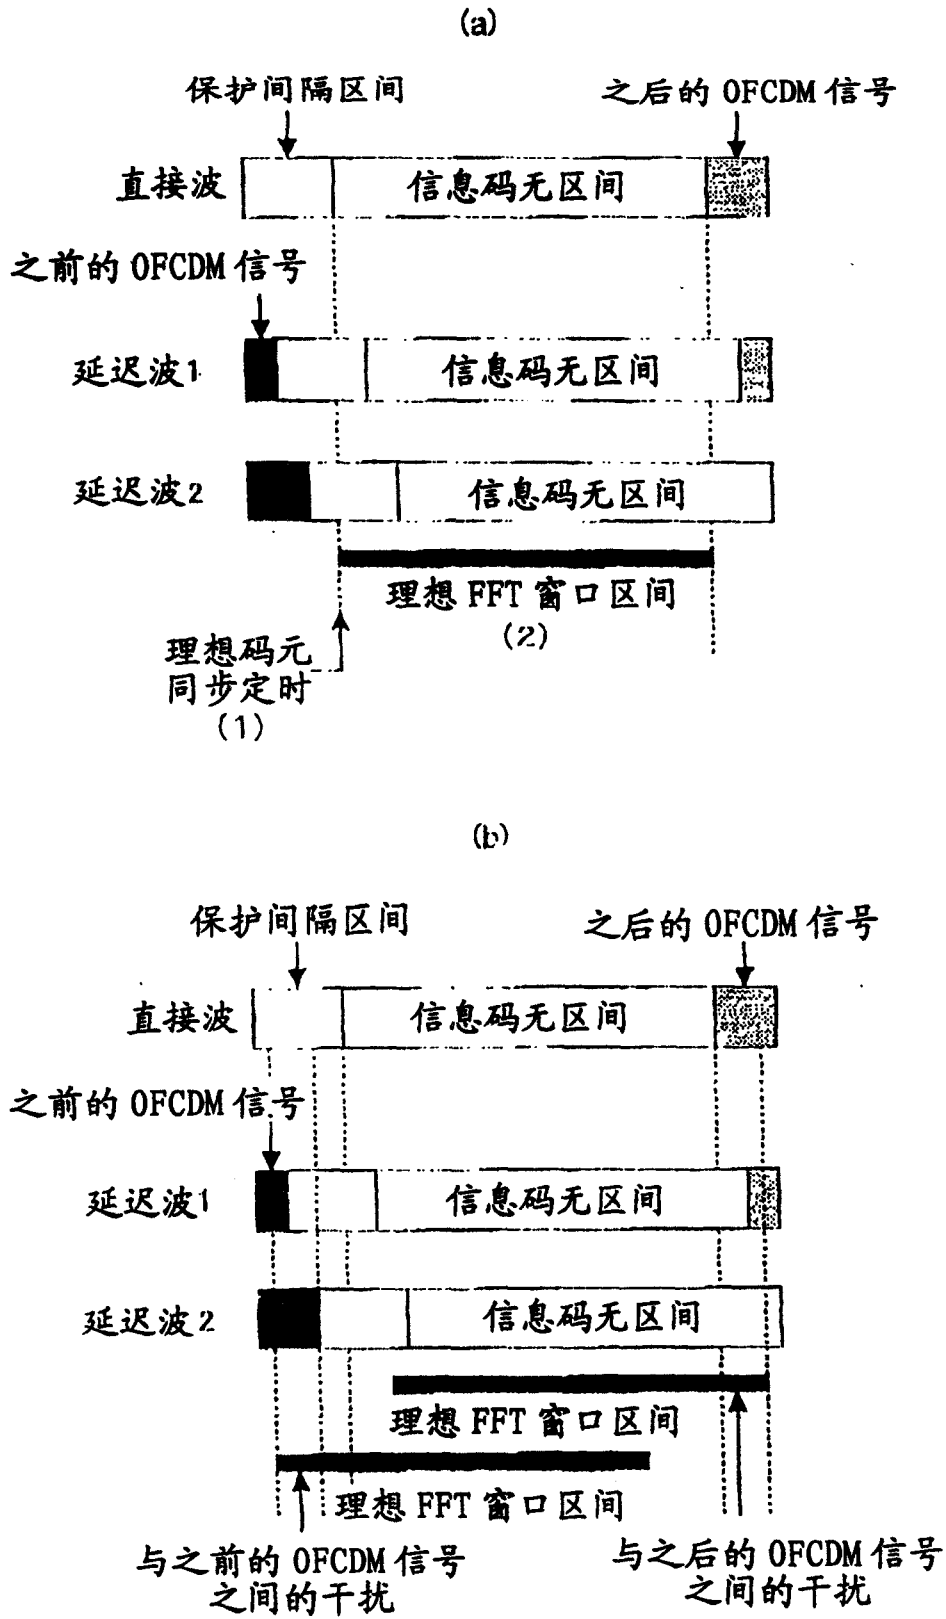 (a)
保护间隔区间
之后的 OFCDM 信号
直接波
信息码无区间
之前的 OFCDM 信号
延迟波1
信息码无区间
延迟波2
信息码无区间
理想 FFT 窗口区间
(2)
理想码元
同步定时
(1)
(b)
保护间隔区间
之后的 OFCDM 信号
直接波
信息码无区间
之前的 OFCDM 信号
延迟波1
信息码无区间
延迟波2
信息码无区间
理想 FFT 窗口区间
理想 FFT 窗口区间
与之前的 OFCDM 信号
之间的干扰
与之后的 OFCDM 信号
之间的干扰